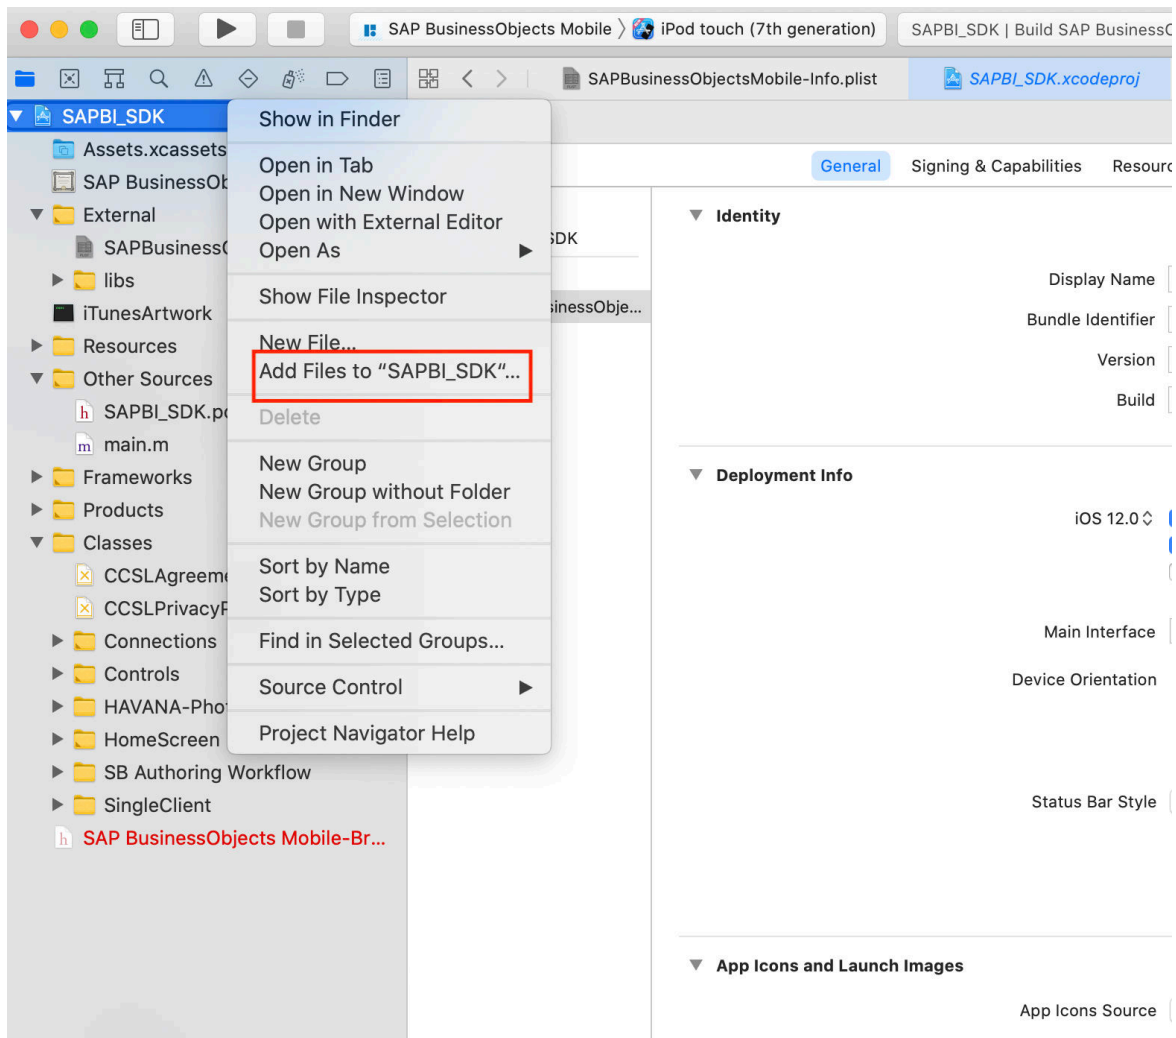 SAP BusinessObjects Mobile 〉 iPod touch (7th generation)
SAPBI_SDK | Build SAP Business
SAPBusinessObjectsMobile-Info.plist
SAPBI_SDK.xcodeproj
SAPBI_SDK
Assets.xcassets
SAP BusinessOb
External
SAPBusiness
libs
iTunesArtwork
Resources
Other Sources
SAPBI_SDK.pc
main.m
Frameworks
Products
Classes
CCSLAgreeme
CCSLPrivacyP
Connections
Controls
HAVANA-Phot
HomeScreen
SB Authoring Workflow
SingleClient
SAP BusinessObjects Mobile-Br...
Show in Finder
Open in Tab
Open in New Window
Open with External Editor
Open As
Show File Inspector
New File...
Add Files to “SAPBI_SDK“...
Delete
New Group
New Group without Folder
New Group from Selection
Sort by Name
Sort by Type
Find in Selected Groups...
Source Control
Project Navigator Help
SDK
sinessObje...
General
Signing & Capabilities
Resourc
Identity
Display Name
Bundle Identifier
Version
Build
Deployment Info
iOS 12.0
Main Interface
Device Orientation
Status Bar Style
App Icons and Launch Images
App Icons Source